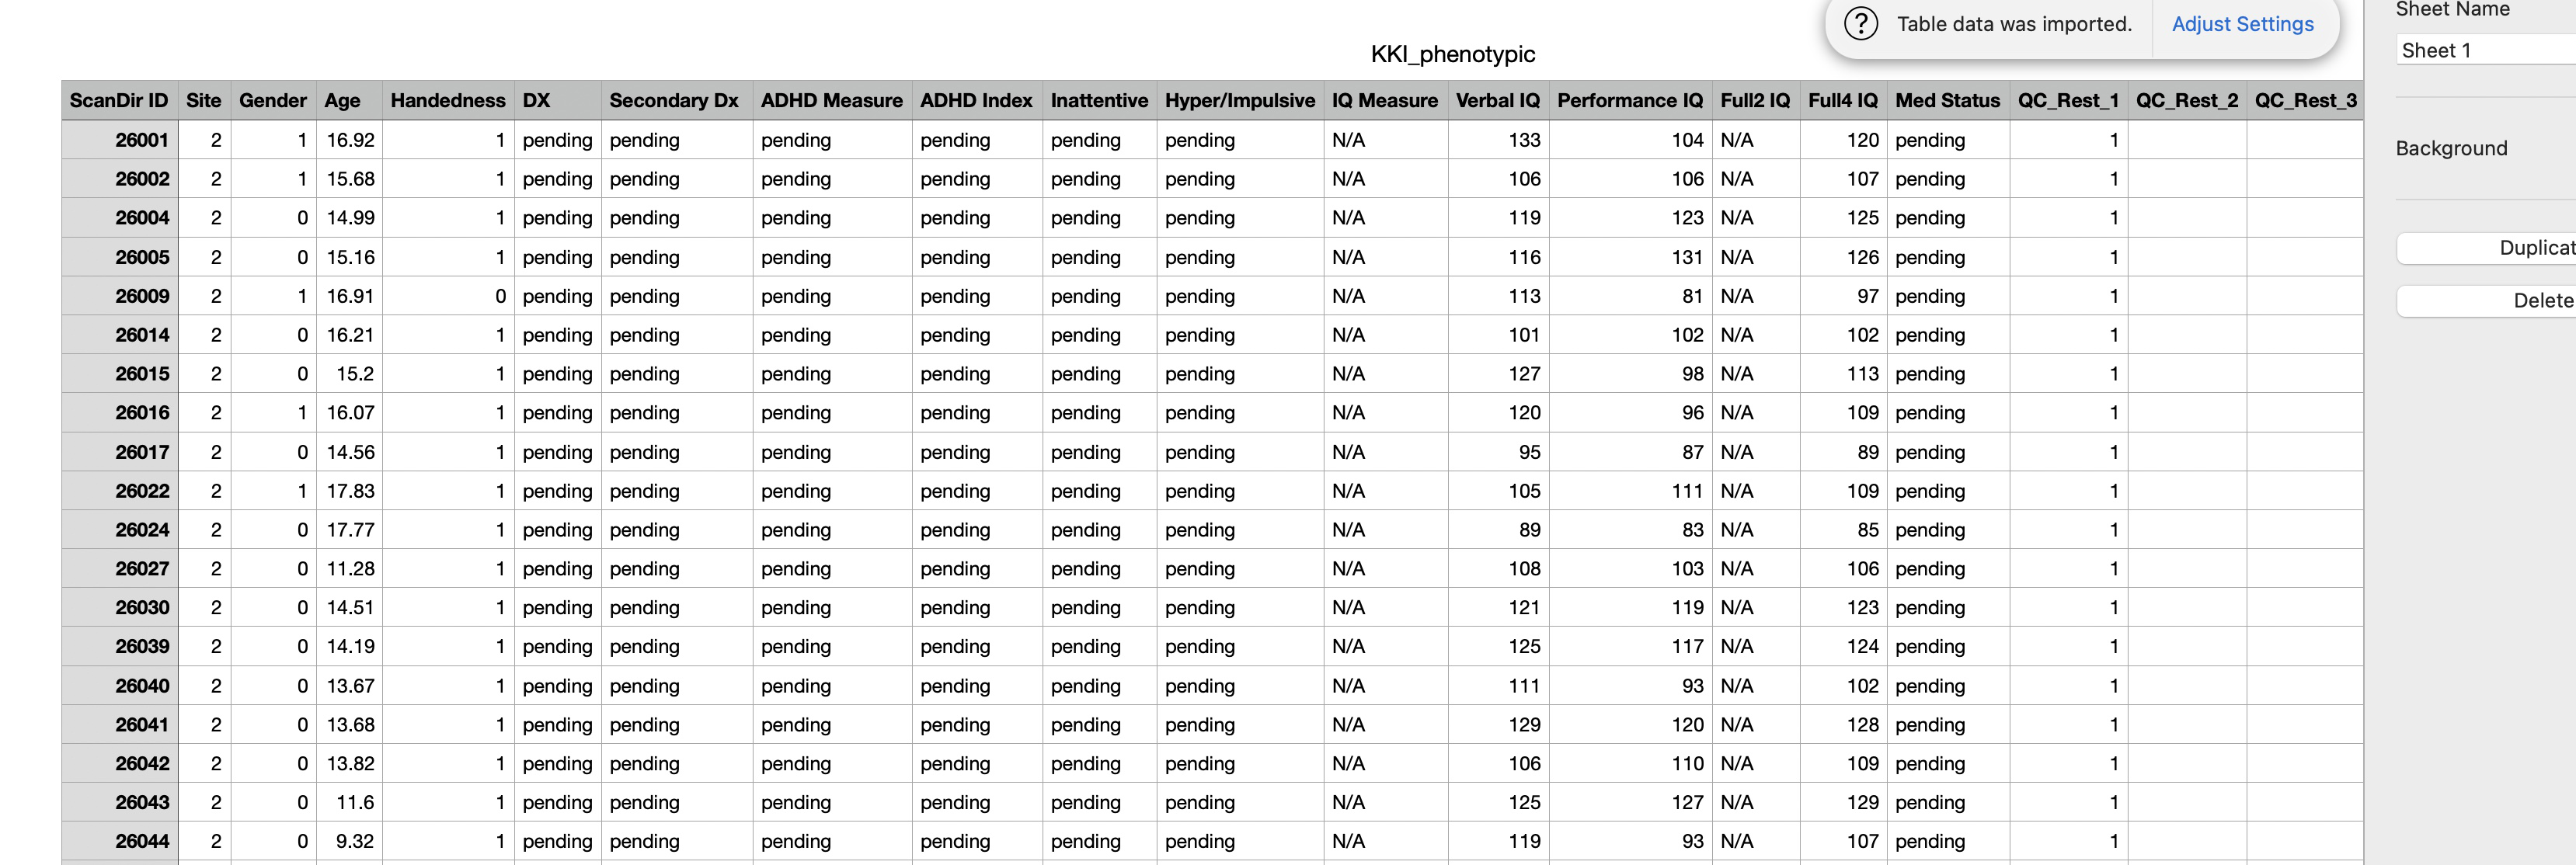 Sheet Name
Table data was imported. Adjust Settings
Sheet 1
KKI_phenotypic
ScanDir ID Site Gender Age Handedness DX Secondary Dx ADHD Measure ADHD Index Inattentive Hyper/Impulsive IQ Measure Verbal IQ Performance IQ Full2 IQ Full4 IQ Med Status QC_Rest_1 QC_Rest_2 QC_Rest_3
26001 2 1 16.92 1 pending pending pending pending pending pending N/A 133 104 N/A 120 pending 1
Background
26002 2 1 15.68 1 pending pending pending pending pending pending N/A 106 106 N/A 107 pending 1
26004 2 0 14.99 1 pending pending pending pending pending pending N/A 119 123 N/A 125 pending 1
26005 2 0 15.16 1 pending pending pending pending pending pending N/A 116 131 N/A 126 pending 1
Duplicat
26009 2 1 16.91 0 pending pending pending pending pending pending N/A 113 81 N/A 97 pending 1
Delete
26014 2 0 16.21 1 pending pending pending pending pending pending N/A 101 102 N/A 102 pending 1
26015 2 0 15.2 1 pending pending pending pending pending pending N/A 127 98 N/A 113 pending 1
26016 2 1 16.07 1 pending pending pending pending pending pending N/A 120 96 N/A 109 pending 1
26017 2 0 14.56 1 pending pending pending pending pending pending N/A 95 87 N/A 89 pending 1
26022 2 1 17.83 1 pending pending pending pending pending pending N/A 105 111 N/A 109 pending 1
26024 2 0 17.77 1 pending pending pending pending pending pending N/A 89 83 N/A 85 pending 1
26027 2 0 11.28 1 pending pending pending pending pending pending N/A 108 103 N/A 106 pending 1
26030 2 0 14.51 1 pending pending pending pending pending pending N/A 121 119 N/A 123 pending 1
26039 2 0 14.19 1 pending pending pending pending pending pending N/A 125 117 N/A 124 pending 1
26040 2 0 13.67 1 pending pending pending pending pending pending N/A 111 93 N/A 102 pending 1
26041 2 0 13.68 1 pending pending pending pending pending pending N/A 129 120 N/A 128 pending 1
26042 2 0 13.82 1 pending pending pending pending pending pending N/A 106 110 N/A 109 pending 1
26043 2 0 11.6 1 pending pending pending pending pending pending N/A 125 127 N/A 129 pending 1
26044 2 0 9.32 1 pending pending pending pending pending pending N/A 119 93 N/A 107 pending 1